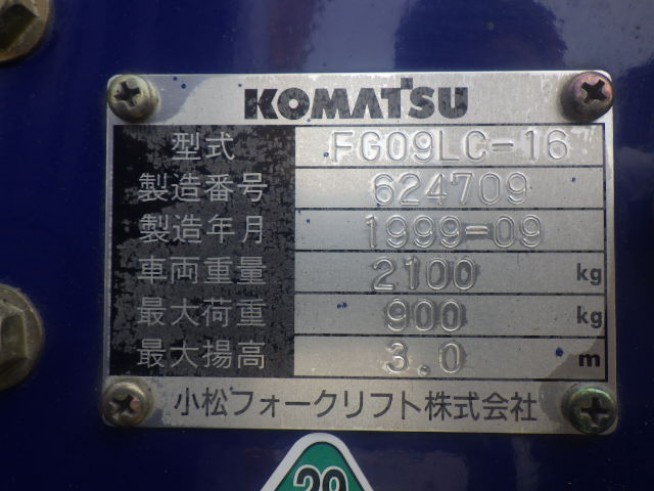 KOMATSU
型式 FG09LC-16
製造番号 624709
製造年月 1999-09
車両重量 2100 kg
最大荷重 900 kg
最大揚高 3.0 m
小松フォークリフト株式会社
29